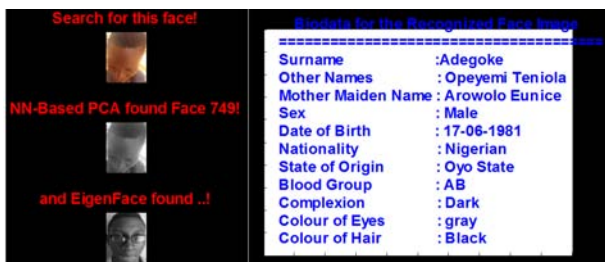 Search for this face!
NN-Based PCA found Face 749!
and EigenFace found ..!
Biodata for the Recognized Face Image
=====================================
Surname :Adegoke
Other Names : Opeyemi Teniola
Mother Maiden Name : Arowolo Eunice
Sex : Male
Date of Birth : 17-06-1981
Nationality : Nigerian
State of Origin : Oyo State
Blood Group : AB
Complexion : Dark
Colour of Eyes : gray
Colour of Hair : Black